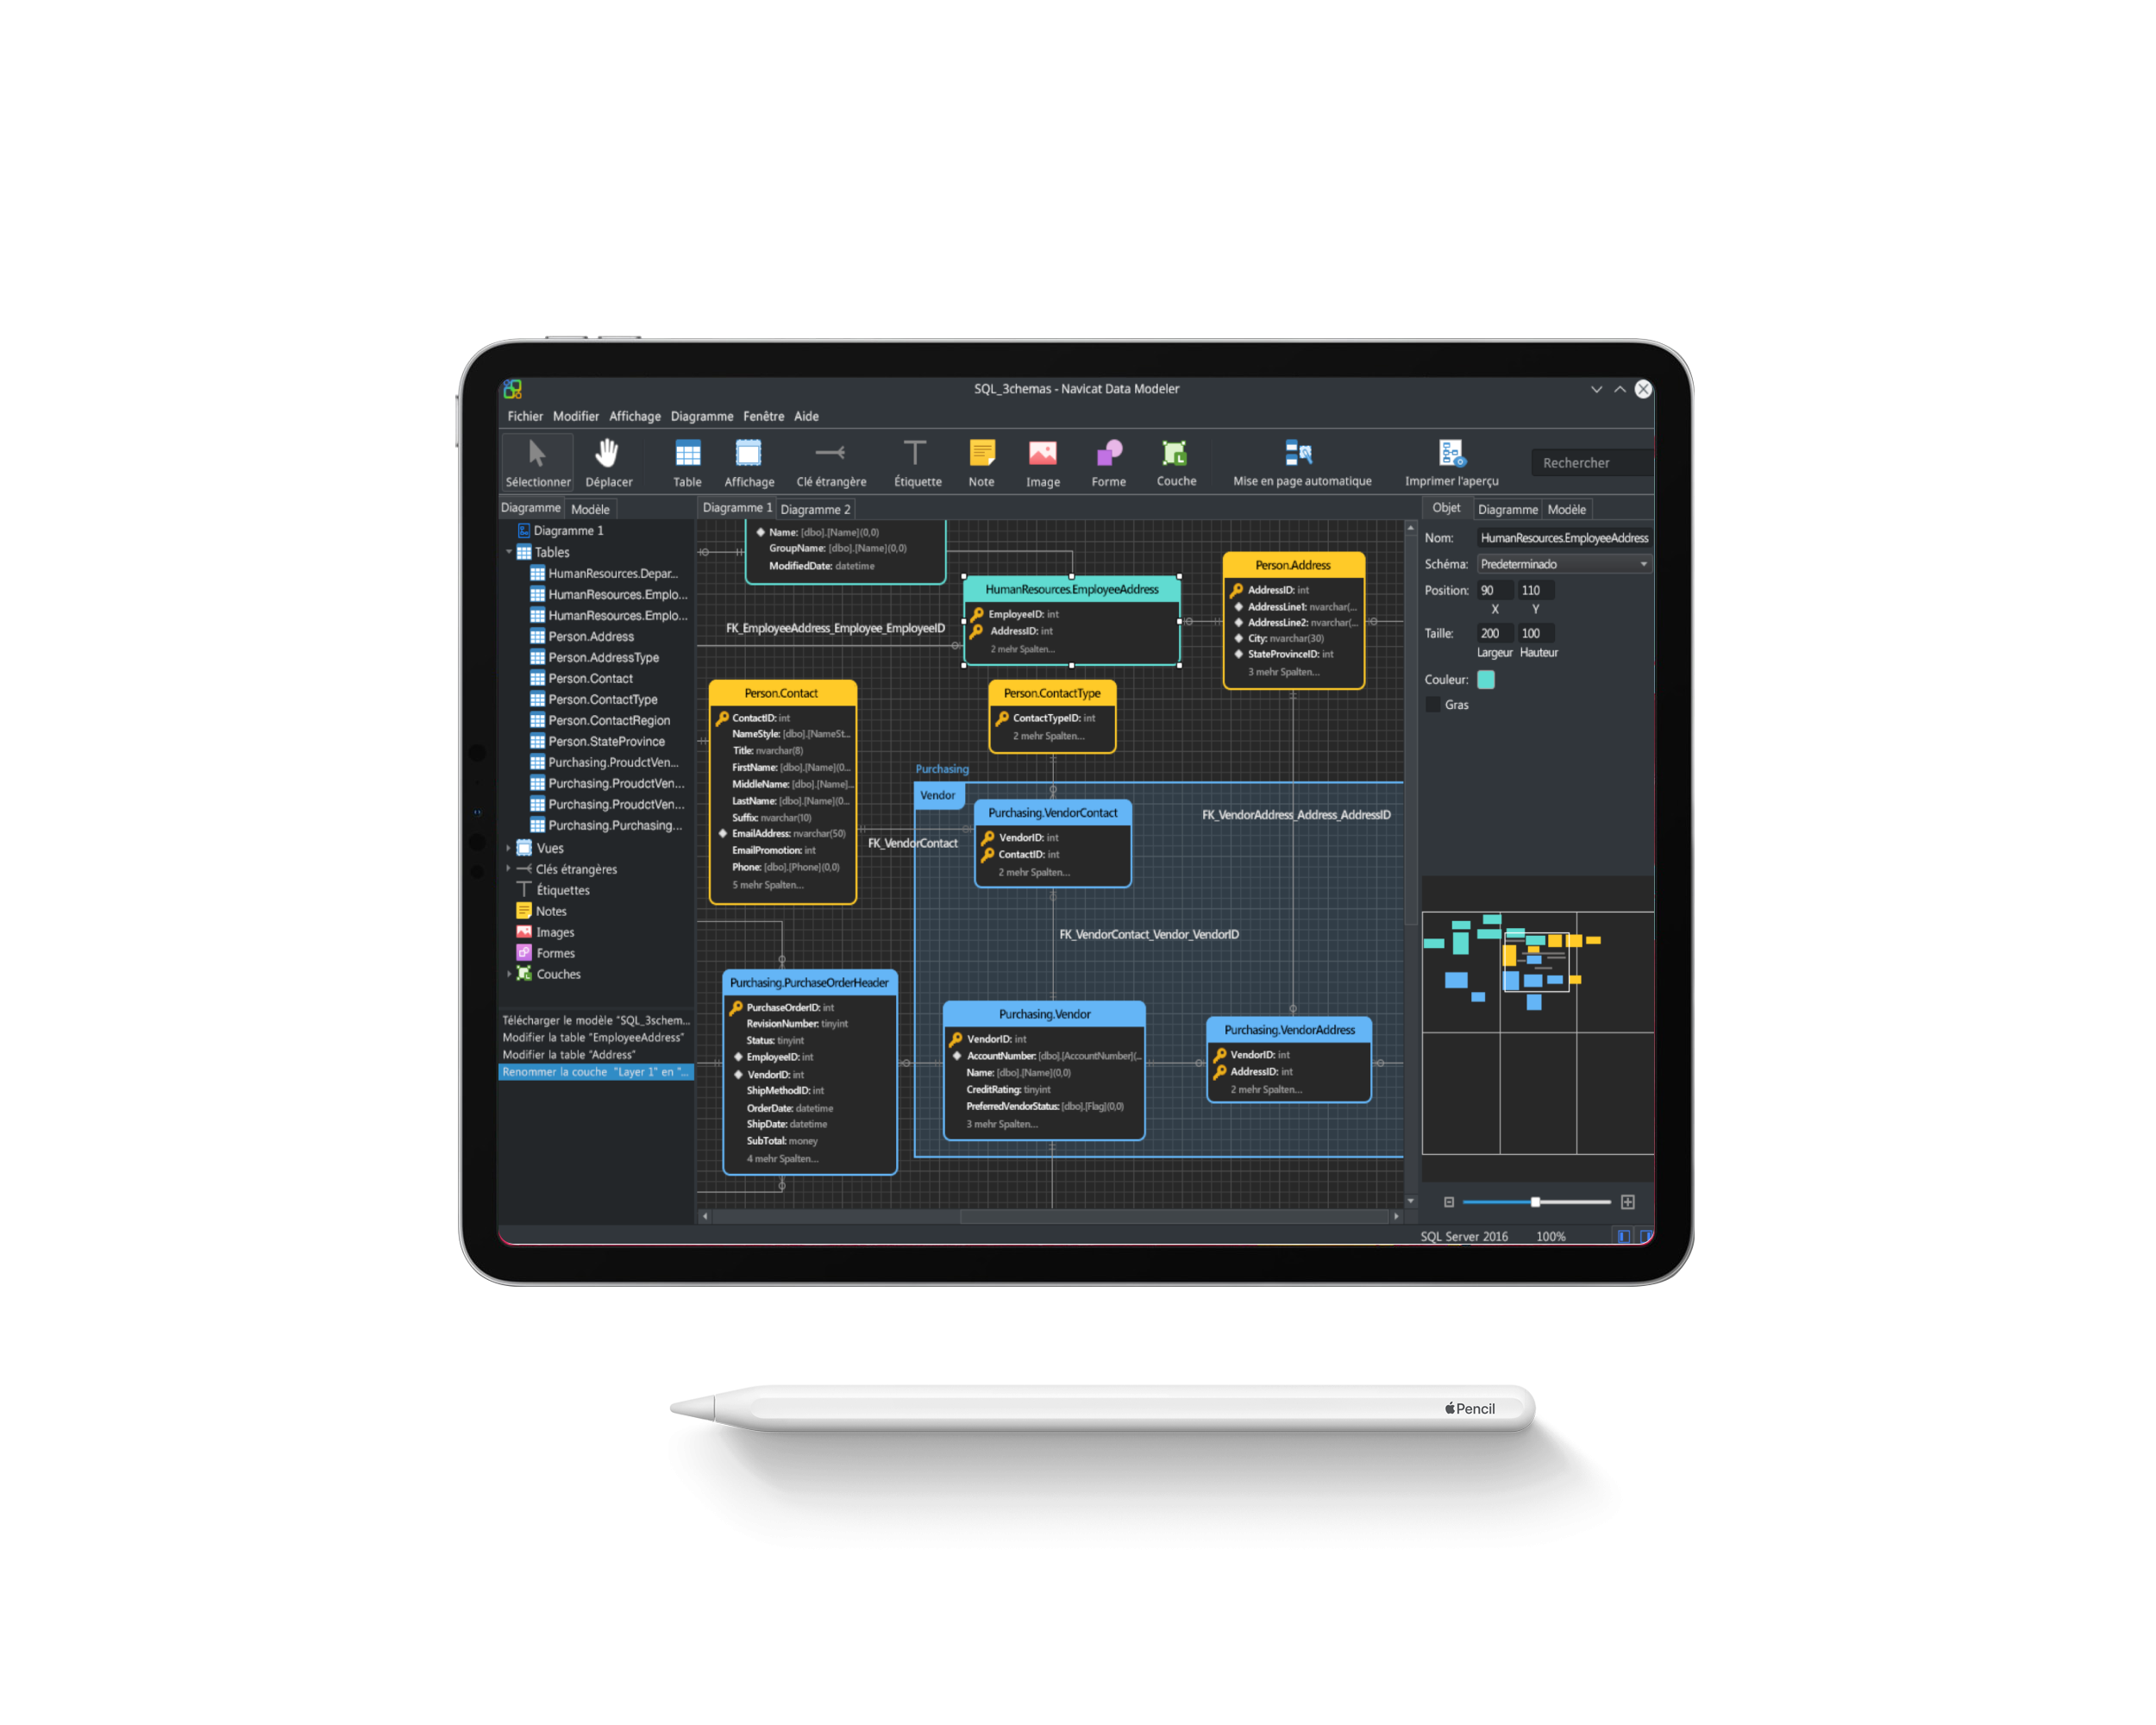 SQL_3chemas - Navicat Data Modeler
Fichier Modifier Affichage Diagramme Fenêtre Aide
Sélectionner Déplacer Table Affichage Clé étrangère Étiquette Note Image Forme Couche Mise en page automatique Imprimer l'aperçu Rechercher
Diagramme Modèle
Diagramme 1
Tables
HumanResources.Depar...
HumanResources.Emplo...
HumanResources.Emplo...
Person.Address
Person.AddressType
Person.Contact
Person.ContactType
Person.ContactRegion
Person.StateProvince
Purchasing.ProudctVen...
Purchasing.ProudctVen...
Purchasing.ProudctVen...
Purchasing.Purchasing...
Vues
Clés étrangères
Étiquettes
Notes
Images
Formes
Couches
Télécharger le modèle "SQL_3schem...
Modifier la table "EmployeeAddress"
Modifier la table "Address"
Renommer la couche "Layer 1" en "...
Diagramme 1 Diagramme 2
Name: [dbo].[Name](0,0)
GroupName: [dbo].[Name](0,0)
ModifiedDate: datetime
HumanResources.EmployeeAddress
EmployeeID: int
AddressID: int
2 mehr Spalten...
Person.Address
AddressID: int
AddressLine1: nvarchar(...
AddressLine2: nvarchar(...
City: nvarchar(30)
StateProvinceID: int
3 mehr Spalten...
FK_EmployeeAddress_Employee_EmployeeID
Person.Contact
ContactID: int
NameStyle: [dbo].[NameSt...
Title: nvarchar(8)
FirstName: [dbo].[Name](0...
MiddleName: [dbo].[Name]...
LastName: [dbo].[Name](0...
Suffix: nvarchar(10)
EmailAddress: nvarchar(50)
EmailPromotion: int
Phone: [dbo].[Phone](0,0)
5 mehr Spalten...
Person.ContactType
ContactTypeID: int
2 mehr Spalten...
Purchasing
Vendor
Purchasing.VendorContact
VendorID: int
ContactID: int
2 mehr Spalten...
FK_VendorContact
FK_VendorAddress_Address_AddressID
FK_VendorContact_Vendor_VendorID
Purchasing.PurchaseOrderHeader
PurchaseOrderID: int
RevisionNumber: tinyint
Status: tinyint
EmployeeID: int
VendorID: int
ShipMethodID: int
OrderDate: datetime
ShipDate: datetime
SubTotal: money
4 mehr Spalten...
Purchasing.Vendor
VendorID: int
AccountNumber: [dbo].[AccountNumber](...
Name: [dbo].[Name](0,0)
CreditRating: tinyint
PreferredVendorStatus: [dbo].[Flag](0,0)
3 mehr Spalten...
Purchasing.VendorAddress
VendorID: int
AddressID: int
2 mehr Spalten...
Objet Diagramme Modèle
Nom: HumanResources.EmployeeAddress
Schéma: Predeterminado
Position: 90 110
X Y
Taille: 200 100
Largeur Hauteur
Couleur:
Gras
SQL Server 2016 100%
Pencil